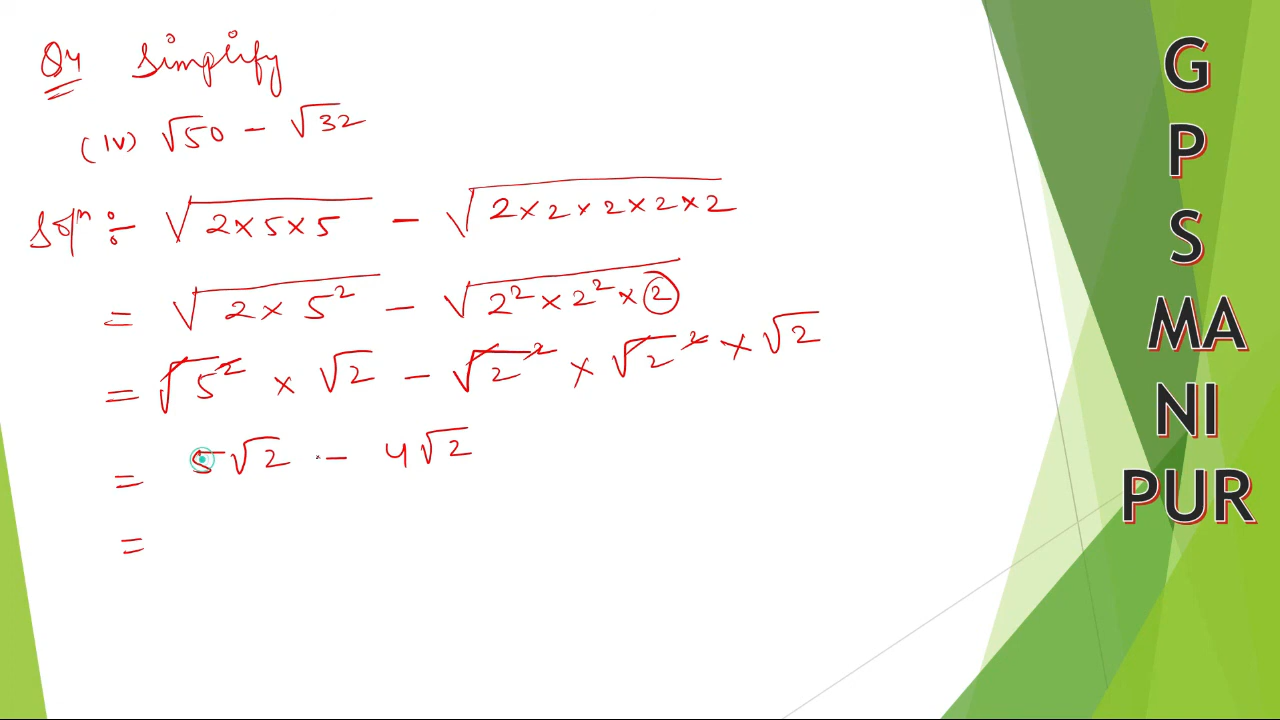 Q4 Simplify
(iv) √50 - √32
Solⁿ ÷ √2×5×5 - √2×2×2×2×2
= √2×5² - √2²×2²×2
= √5² × √2 - √2² × √2² × √2
= 5√2 - 4√2
=
G
P
S
MA
NI
PUR